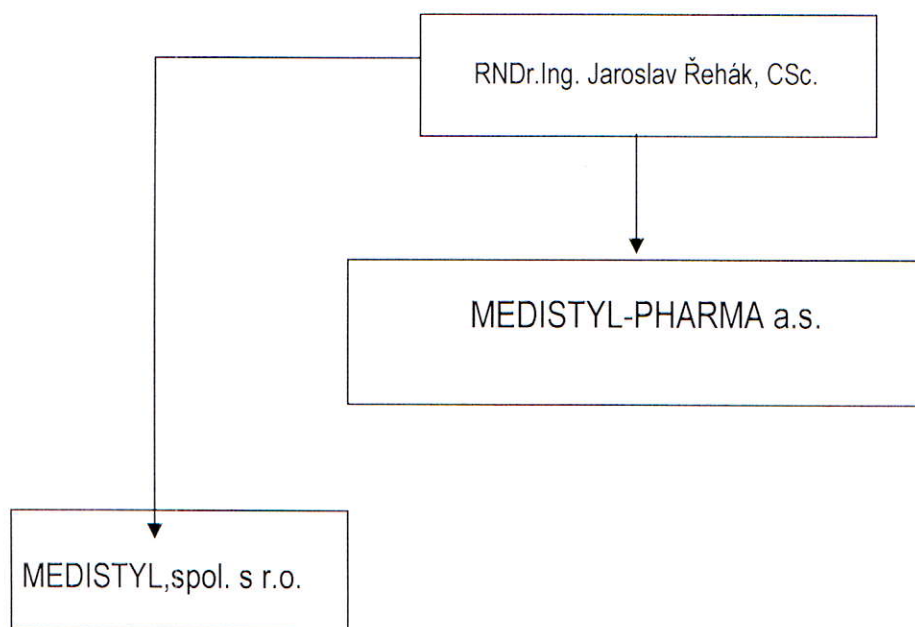 RNDr.Ing. Jaroslav Řehák, CSc.
MEDISTYL-PHARMA a.s.
MEDISTYL,spol. s r.o.